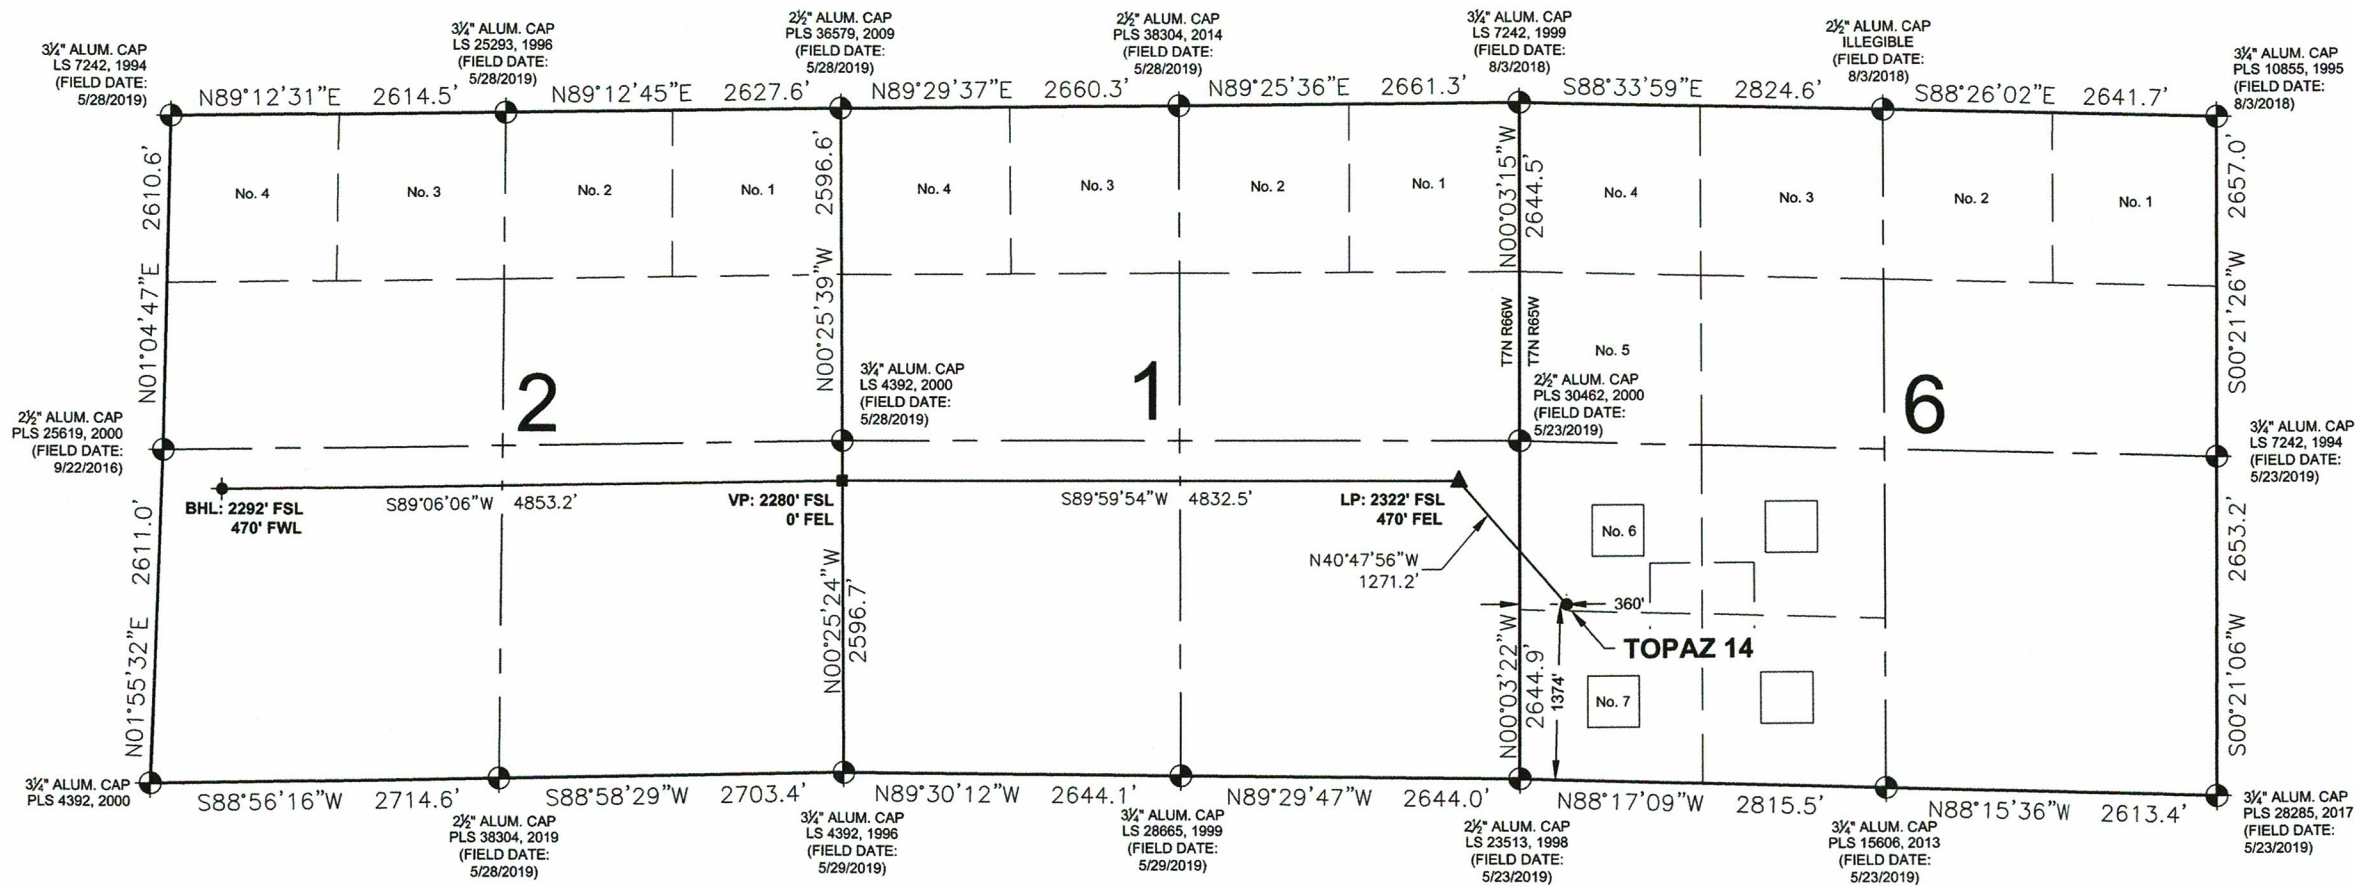 3¼" ALUM. CAP
LS 7242, 1994
(FIELD DATE:
5/28/2019)
3¼" ALUM. CAP
LS 25293, 1996
(FIELD DATE:
5/28/2019)
2½" ALUM. CAP
PLS 36579, 2009
(FIELD DATE:
5/28/2019)
2½" ALUM. CAP
PLS 38304, 2014
(FIELD DATE:
5/28/2019)
3¼" ALUM. CAP
LS 7242, 1999
(FIELD DATE:
8/3/2018)
2½" ALUM. CAP
ILLEGIBLE
(FIELD DATE:
8/3/2018)
3¼" ALUM. CAP
PLS 10855, 1995
(FIELD DATE:
8/3/2018)
N89°12'31"E 2614.5'
N89°12'45"E 2627.6'
N89°29'37"E 2660.3'
N89°25'36"E 2661.3'
S88°33'59"E 2824.6'
S88°26'02"E 2641.7'
N01°04'47"E 2610.6'
No. 4
No. 3
No. 2
No. 1
N00°25'39"W 2596.6'
No. 4
No. 3
No. 2
No. 1
N00°03'15"W
2644.5'
No. 4
No. 3
No. 2
No. 1
S00°21'26"W 2657.0'
T7N R66W
T7N R65W
No. 5
2
1
6
3¼" ALUM. CAP
LS 4392, 2000
(FIELD DATE:
5/28/2019)
2½" ALUM. CAP
PLS 30462, 2000
(FIELD DATE:
5/23/2019)
2½" ALUM. CAP
PLS 25619, 2000
(FIELD DATE:
9/22/2016)
3¼" ALUM. CAP
LS 7242, 1994
(FIELD DATE:
5/23/2019)
BHL: 2292' FSL
470' FWL
S89°06'06"W 4853.2'
VP: 2280' FSL
0' FEL
S89°59'54"W 4832.5'
LP: 2322' FSL
470' FEL
N40°47'56"W
1271.2'
No. 6
360'
TOPAZ 14
1374'
No. 7
N01°55'32"E 2611.0'
N00°25'24"W
2596.7'
N00°03'22"W
2644.9'
S00°21'06"W 2653.2'
3¼" ALUM. CAP
PLS 4392, 2000
S88°56'16"W 2714.6'
S88°58'29"W 2703.4'
N89°30'12"W 2644.1'
N89°29'47"W 2644.0'
N88°17'09"W 2815.5'
N88°15'36"W 2613.4'
2½" ALUM. CAP
PLS 38304, 2019
(FIELD DATE:
5/28/2019)
3¼" ALUM. CAP
LS 4392, 1996
(FIELD DATE:
5/29/2019)
3¼" ALUM. CAP
LS 28665, 1999
(FIELD DATE:
5/29/2019)
2½" ALUM. CAP
LS 23513, 1998
(FIELD DATE:
5/23/2019)
3¼" ALUM. CAP
PLS 15606, 2013
(FIELD DATE:
5/23/2019)
3¼" ALUM. CAP
PLS 28285, 2017
(FIELD DATE:
5/23/2019)